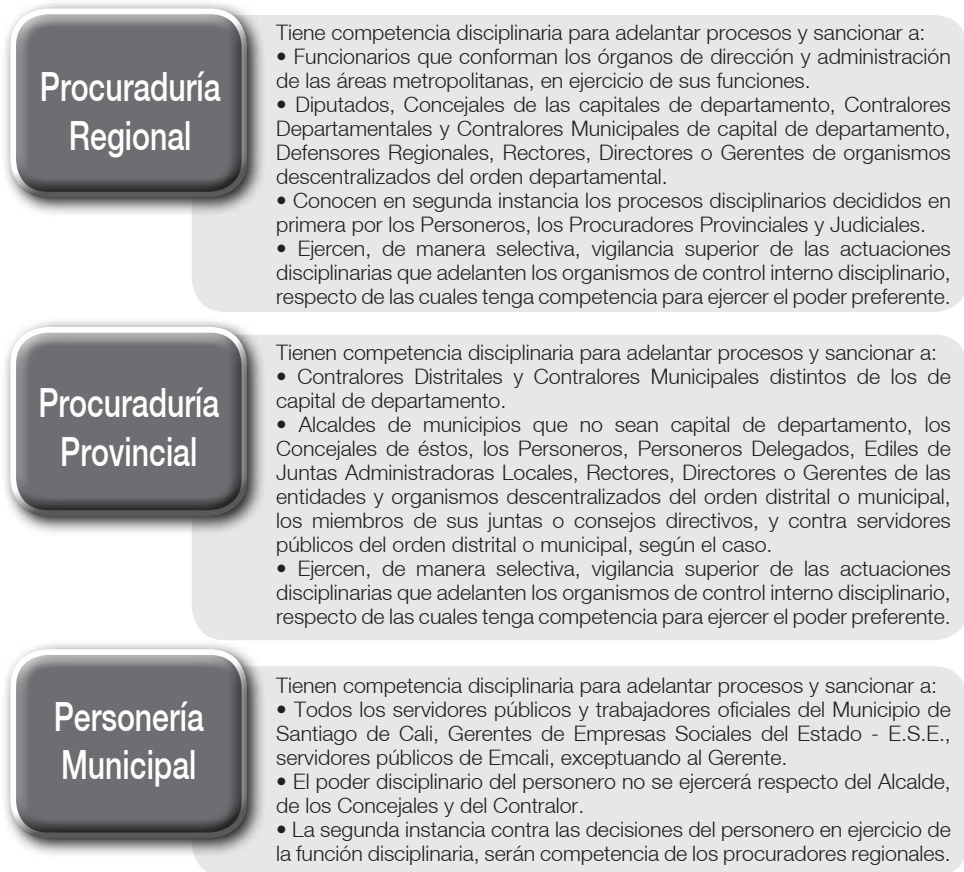 Procuraduría
Regional
Tiene competencia disciplinaria para adelantar procesos y sancionar a:
• Funcionarios que conforman los órganos de dirección y administración
de las áreas metropolitanas, en ejercicio de sus funciones.
• Diputados, Concejales de las capitales de departamento, Contralores
Departamentales y Contralores Municipales de capital de departamento,
Defensores Regionales, Rectores, Directores o Gerentes de organismos
descentralizados del orden departamental.
• Conocen en segunda instancia los procesos disciplinarios decididos en
primera por los Personeros, los Procuradores Provinciales y Judiciales.
• Ejercen, de manera selectiva, vigilancia superior de las actuaciones
disciplinarias que adelanten los organismos de control interno disciplinario,
respecto de las cuales tenga competencia para ejercer el poder preferente.
Procuraduría
Provincial
Tienen competencia disciplinaria para adelantar procesos y sancionar a:
• Contralores Distritales y Contralores Municipales distintos de los de
capital de departamento.
• Alcaldes de municipios que no sean capital de departamento, los
Concejales de éstos, los Personeros, Personeros Delegados, Ediles de
Juntas Administradoras Locales, Rectores, Directores o Gerentes de las
entidades y organismos descentralizados del orden distrital o municipal,
los miembros de sus juntas o consejos directivos, y contra servidores
públicos del orden distrital o municipal, según el caso.
• Ejercen, de manera selectiva, vigilancia superior de las actuaciones
disciplinarias que adelanten los organismos de control interno disciplinario,
respecto de las cuales tenga competencia para ejercer el poder preferente.
Personería
Municipal
Tienen competencia disciplinaria para adelantar procesos y sancionar a:
• Todos los servidores públicos y trabajadores oficiales del Municipio de
Santiago de Cali, Gerentes de Empresas Sociales del Estado - E.S.E.,
servidores públicos de Emcali, exceptuando al Gerente.
• El poder disciplinario del personero no se ejercerá respecto del Alcalde,
de los Concejales y del Contralor.
• La segunda instancia contra las decisiones del personero en ejercicio de
la función disciplinaria, serán competencia de los procuradores regionales.